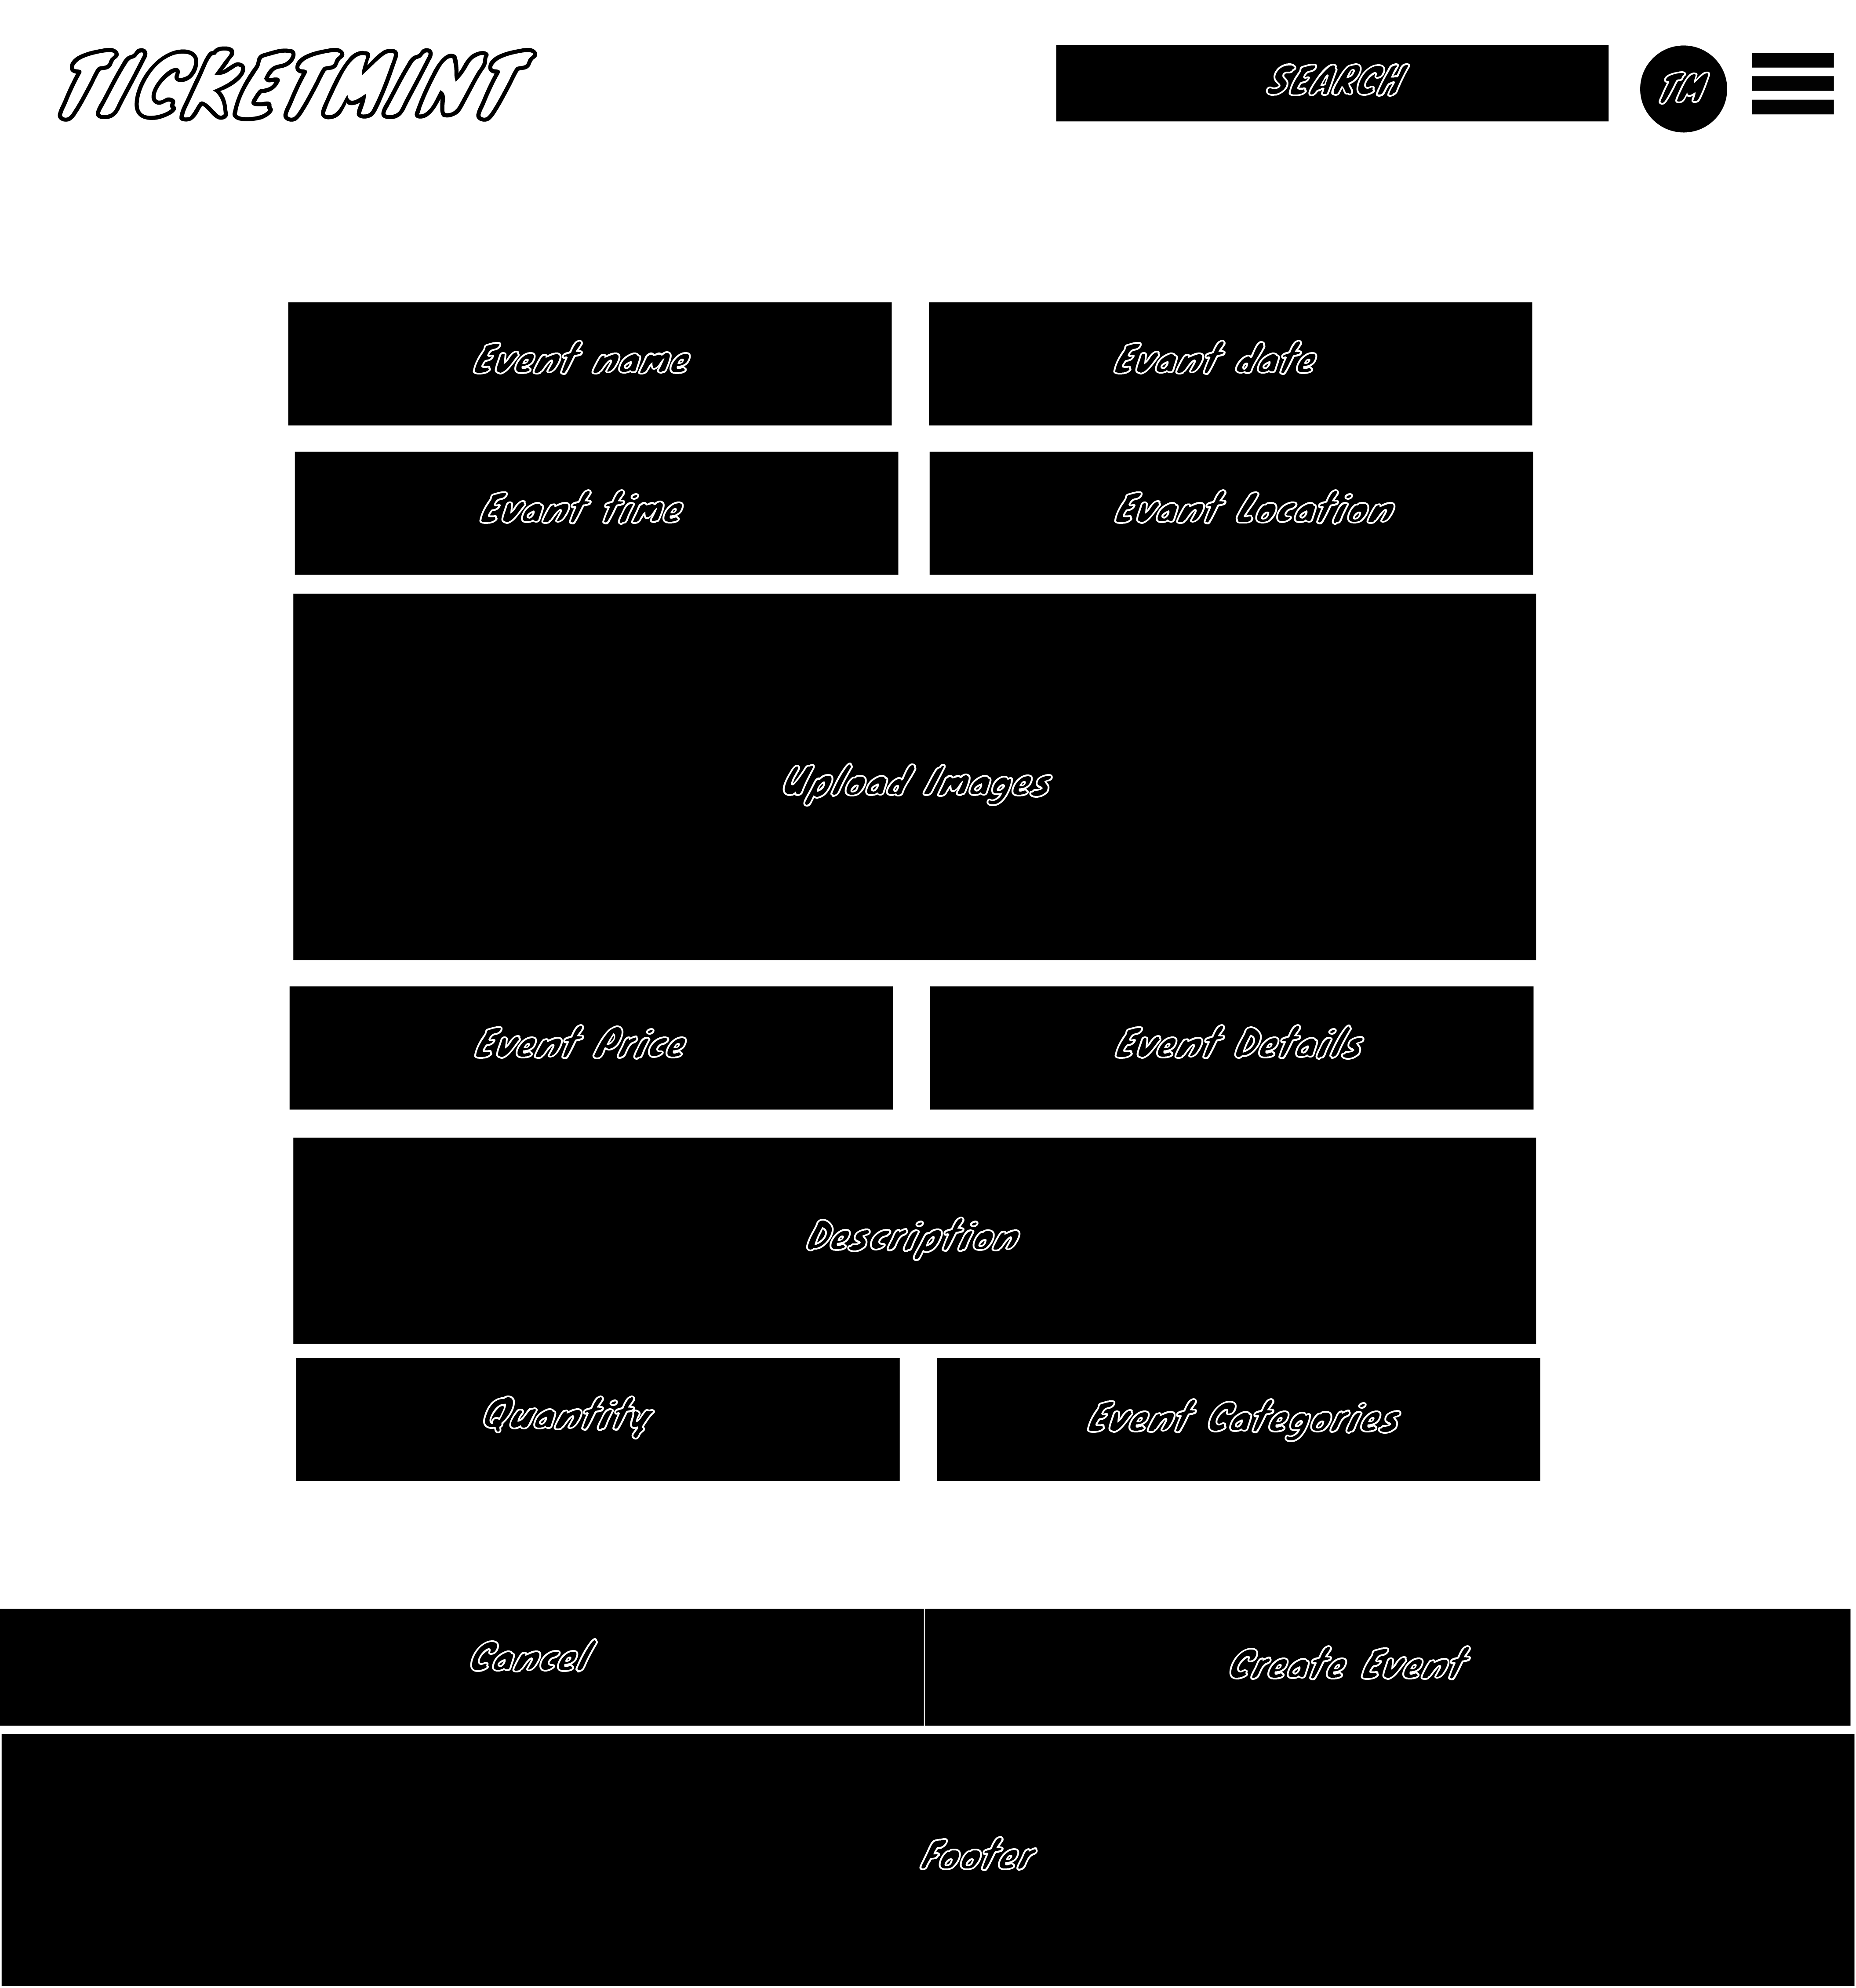 TICKETMINT
SEARCH
TM
Event name
Evant date
Evant time
Evant Location
Upload Images
Event Price
Event Details
Description
Quantity
Event Categories
Cancel
Create Event
Footer